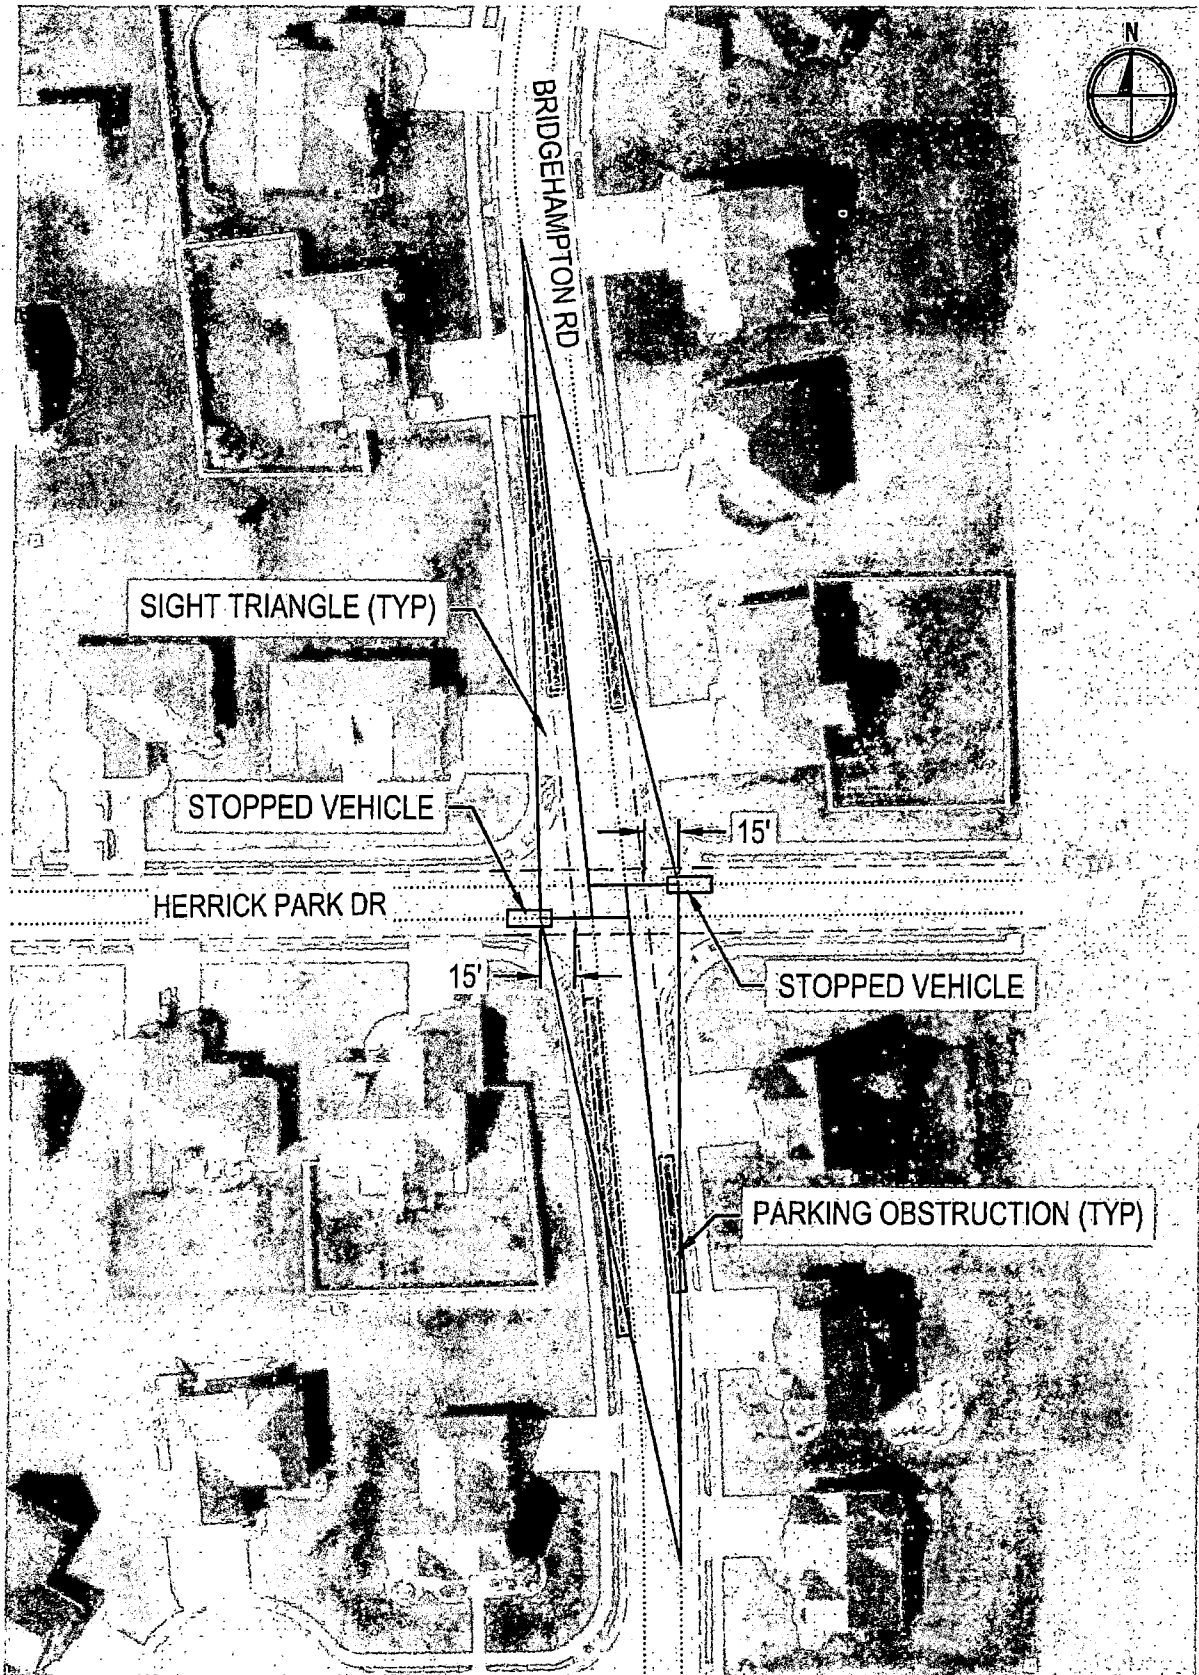 N
BRIDGEHAMPTON RD
SIGHT TRIANGLE (TYP)
STOPPED VEHICLE
15'
HERRICK PARK DR
15'
STOPPED VEHICLE
PARKING OBSTRUCTION (TYP)